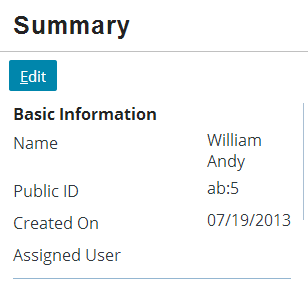 Summary
Edit
Basic Information
Name William
Andy
Public ID ab:5
Created On 07/19/2013
Assigned User